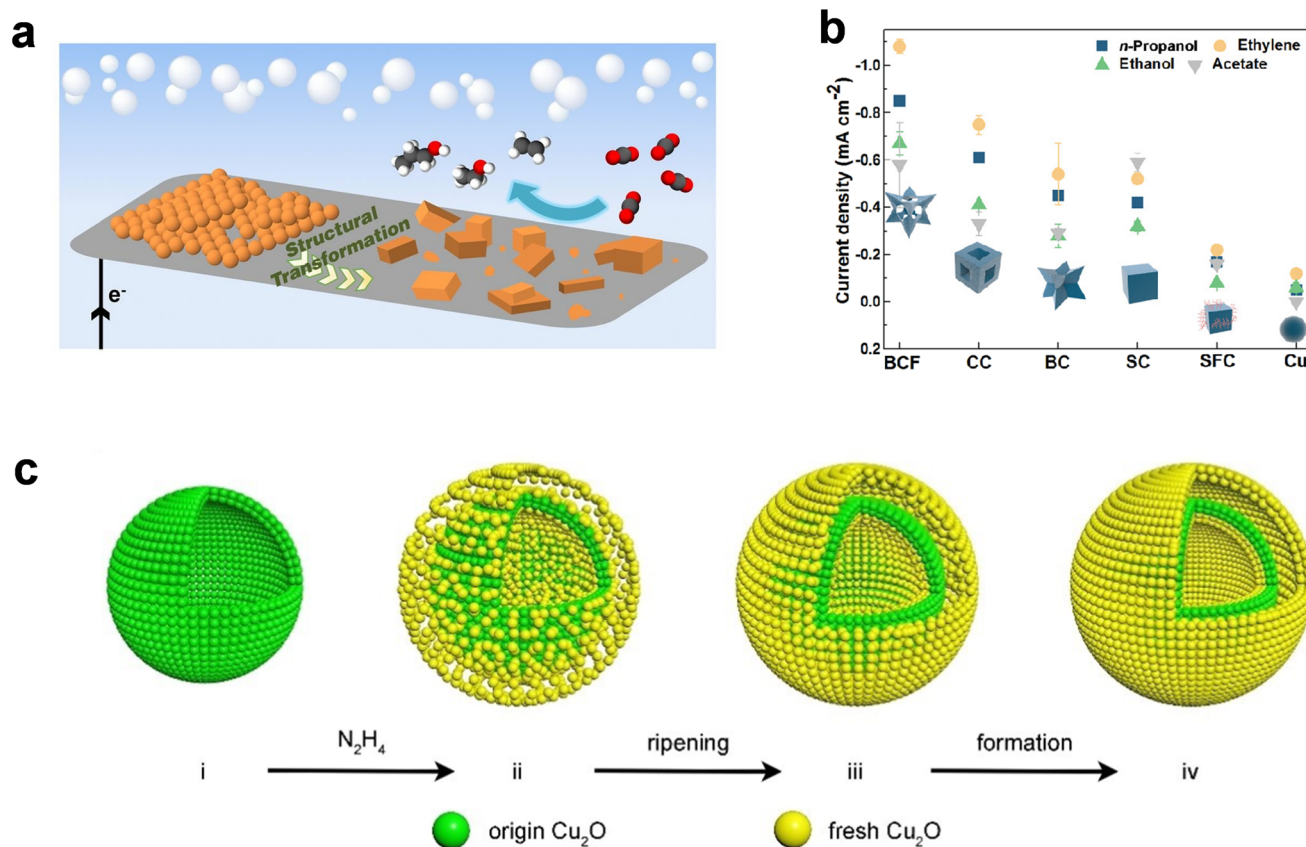 a
Structural
Transformation
e-
b
n-Propanol
Ethylene
Ethanol
Acetate
Current density (mA cm-2)
-1.0
-0.8
-0.6
-0.4
-0.2
0.0
0.2
BCF CC BC SC SFC Cu
c
N2H4 ripening formation
i ii iii iv
origin Cu2O fresh Cu2O